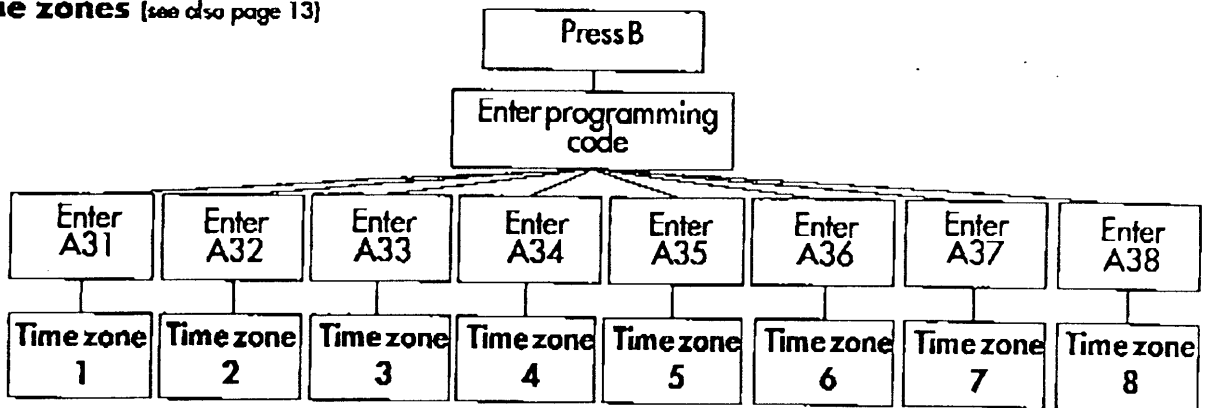 e zones (see also page 13)
Press B
Enter programming
code
Enter
A31
Enter
A32
Enter
A33
Enter
A34
Enter
A35
Enter
A36
Enter
A37
Enter
A38
Time zone
1
Time zone
2
Time zone
3
Time zone
4
Time zone
5
Time zone
6
Time zone
7
Time zone
8